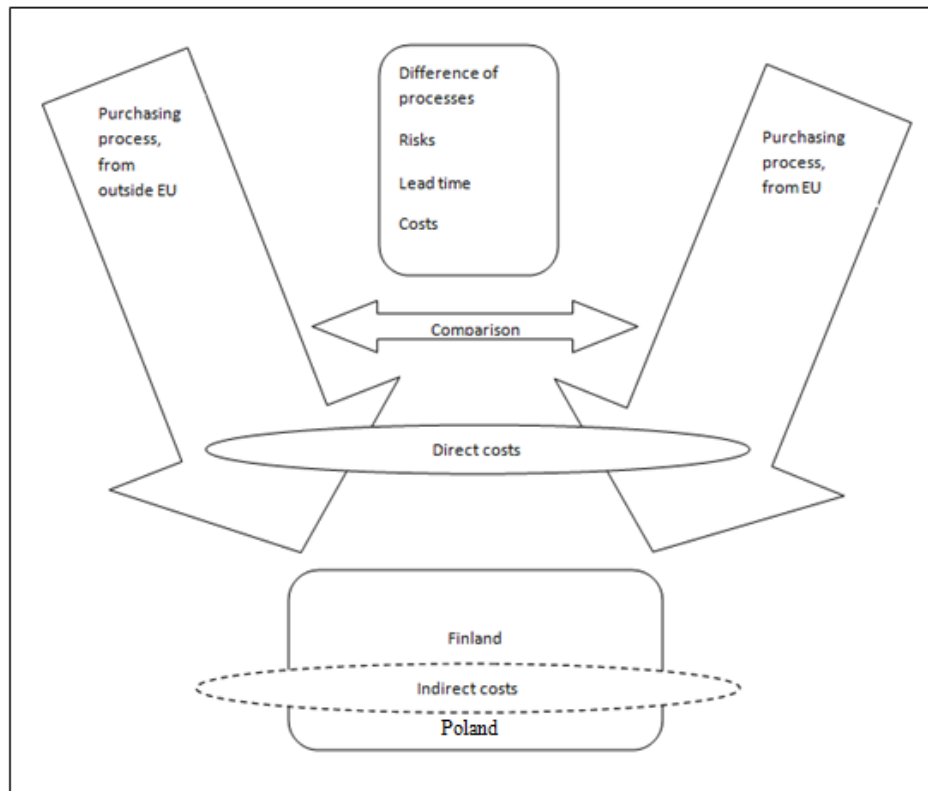 Purchasing
process,
from
outside EU
Difference of
processes
Risks
Lead time
Costs
Purchasing
process,
from EU
Comparison
Direct costs
Finland
Indirect costs
Poland